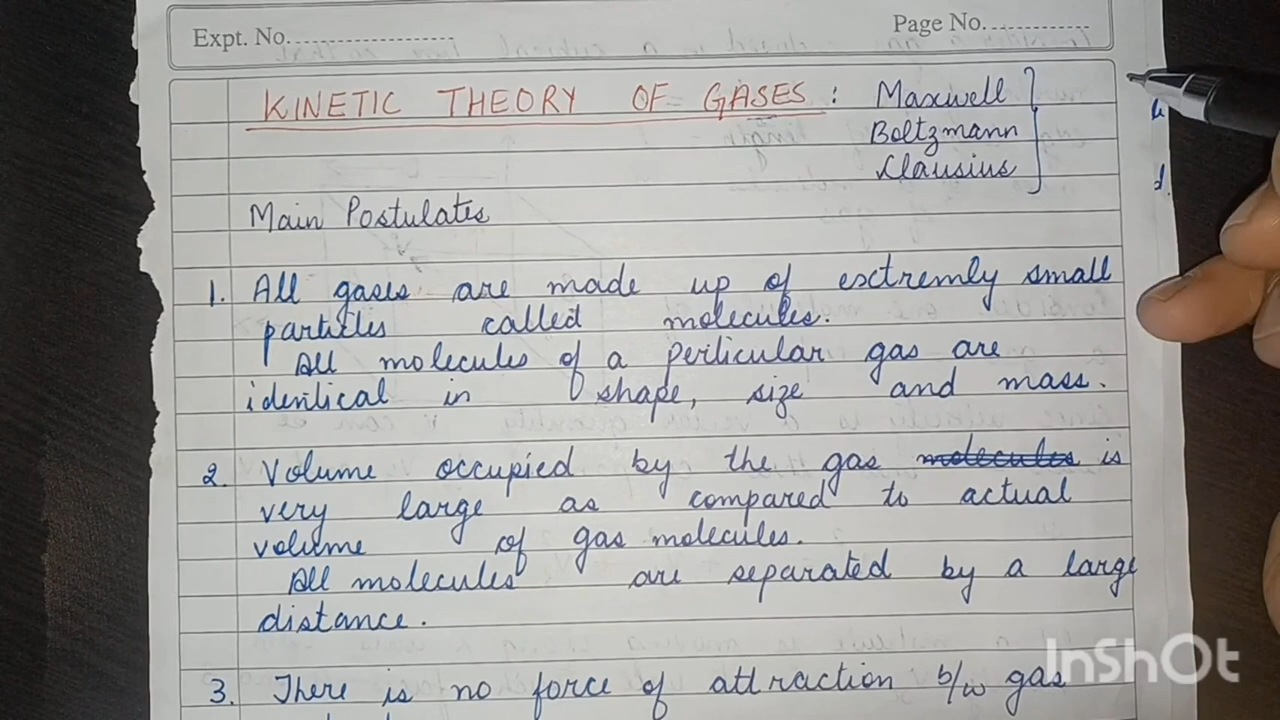 Expt. No.
Page No.
KINETIC THEORY OF GASES : Maxwell
Boltzmann
Clausius
Main Postulates
1. All gases are made up of esctremly small
particles called molecules.
All molecules of a perticular gas are
identical in shape, size and mass.
2. Volume occupied by the gas molecules is
very large as compared to actual
volume of gas molecules.
All molecules are separated by a large
distance.
3. There is no force of attraction b/w gas
InShOt